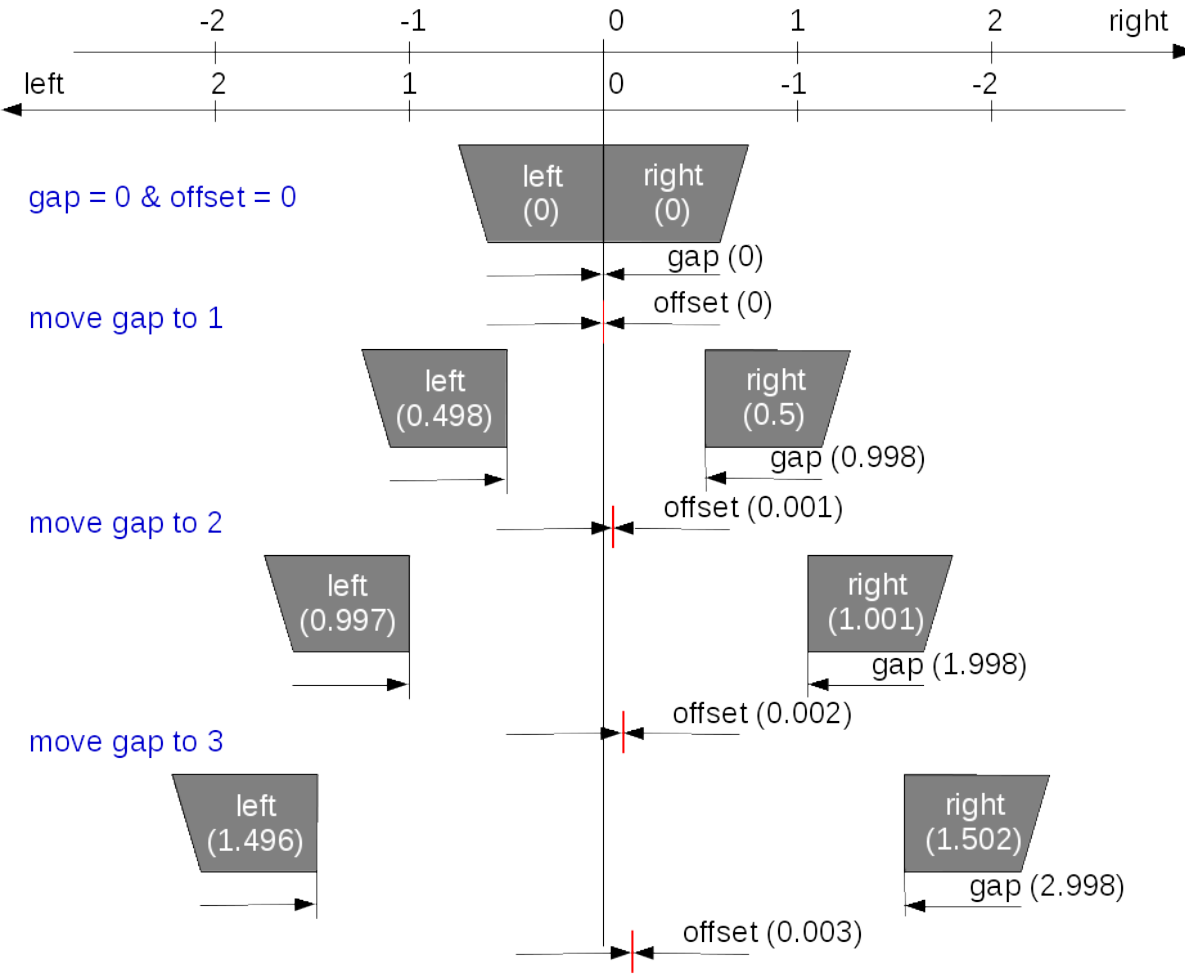 -2 -1 0 1 2 right
left 2 1 0 -1 -2
left right
gap = 0 & offset = 0
(0) (0)
gap (0)
offset (0)
move gap to 1
left right
(0.498) (0.5)
gap (0.998)
offset (0.001)
move gap to 2
left right
(0.997) (1.001)
gap (1.998)
offset (0.002)
move gap to 3
left right
(1.496) (1.502)
gap (2.998)
offset (0.003)